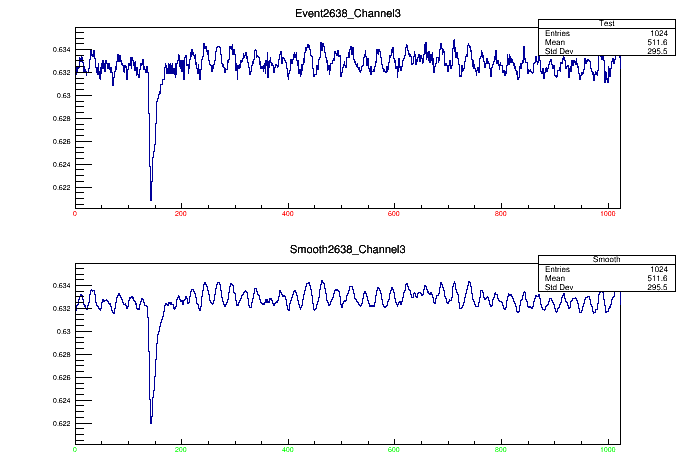 Event2638_Channel3
Test
Entries 1024
Mean 511.6
Std Dev 295.5
0.634
0.632
0.63
0.628
0.626
0.624
0.622
0 200 400 600 800 1000
Smooth2638_Channel3
Smooth
Entries 1024
Mean 511.6
Std Dev 295.5
0.634
0.632
0.63
0.628
0.626
0.624
0.622
0 200 400 600 800 1000